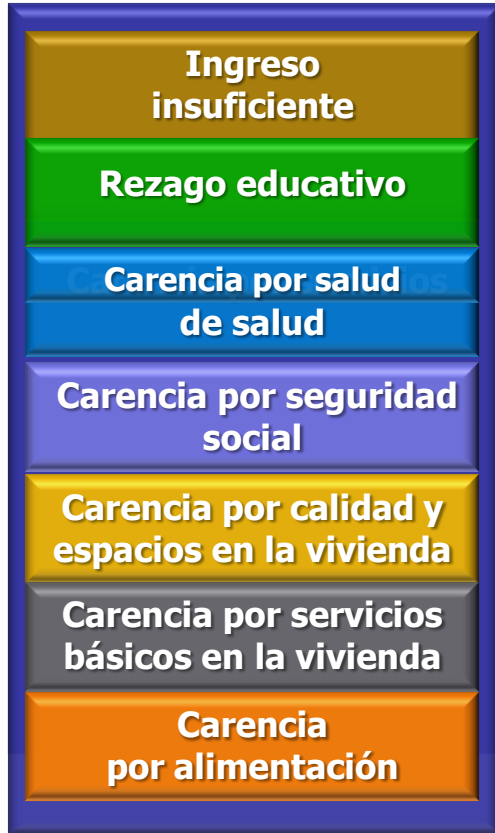 Ingreso
insuficiente
Rezago educativo
Carencia por salud
de salud
Carencia por seguridad
social
Carencia por calidad y
espacios en la vivienda
Carencia por servicios
básicos en la vivienda
Carencia
por alimentación